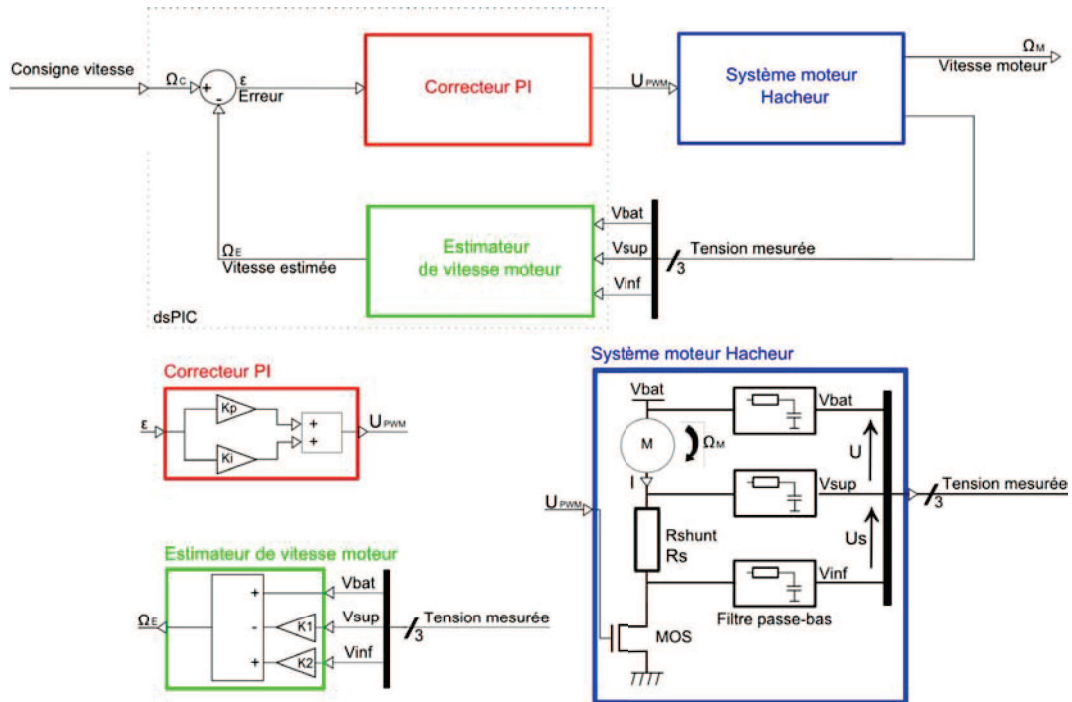 Consigne vitesse
Ωc
+
-
ε
Erreur
Correcteur PI
U PWM
Système moteur
Hacheur
ΩM
Vitesse moteur
ΩE
Vitesse estimée
Estimateur
de vitesse moteur
Vbat
Vsup
Vinf
3
Tension mesurée
dsPIC
Correcteur PI
ε
Kp
Ki
+
+
U PWM
Estimateur de vitesse moteur
ΩE
+
-
+
K1
K2
Vbat
Vsup
Vinf
3
Tension mesurée
Système moteur Hacheur
Vbat
M
ΩM
I
U PWM
Rshunt
Rs
MOS
Vbat
Vsup
Vinf
Filtre passe-bas
U
Us
3
Tension mesurée